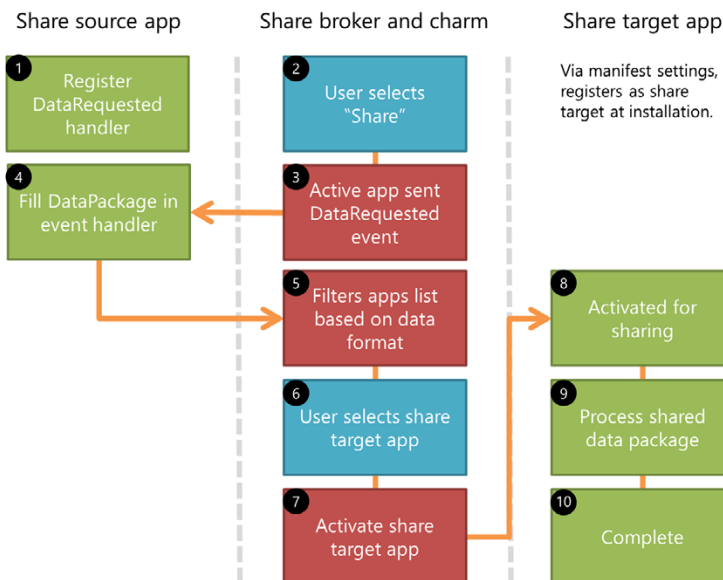 Share source app
Share broker and charm
Share target app
Via manifest settings,
registers as share
target at installation.
1
Register
DataRequested
handler
2
User selects
“Share”
3
Active app sent
DataRequested
event
4
Fill DataPackage in
event handler
5
Filters apps list
based on data
format
6
User selects share
target app
7
Activate share
target app
8
Activated for
sharing
9
Process shared
data package
10
Complete